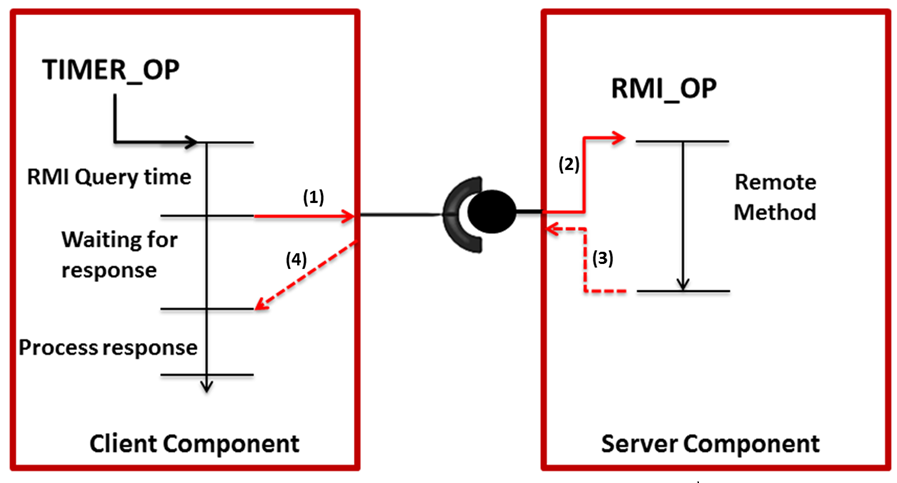 TIMER_OP
RMI Query time
(1)
Waiting for
response
(4)
Process response
Client Component
RMI_OP
(2)
Remote
Method
(3)
Server Component